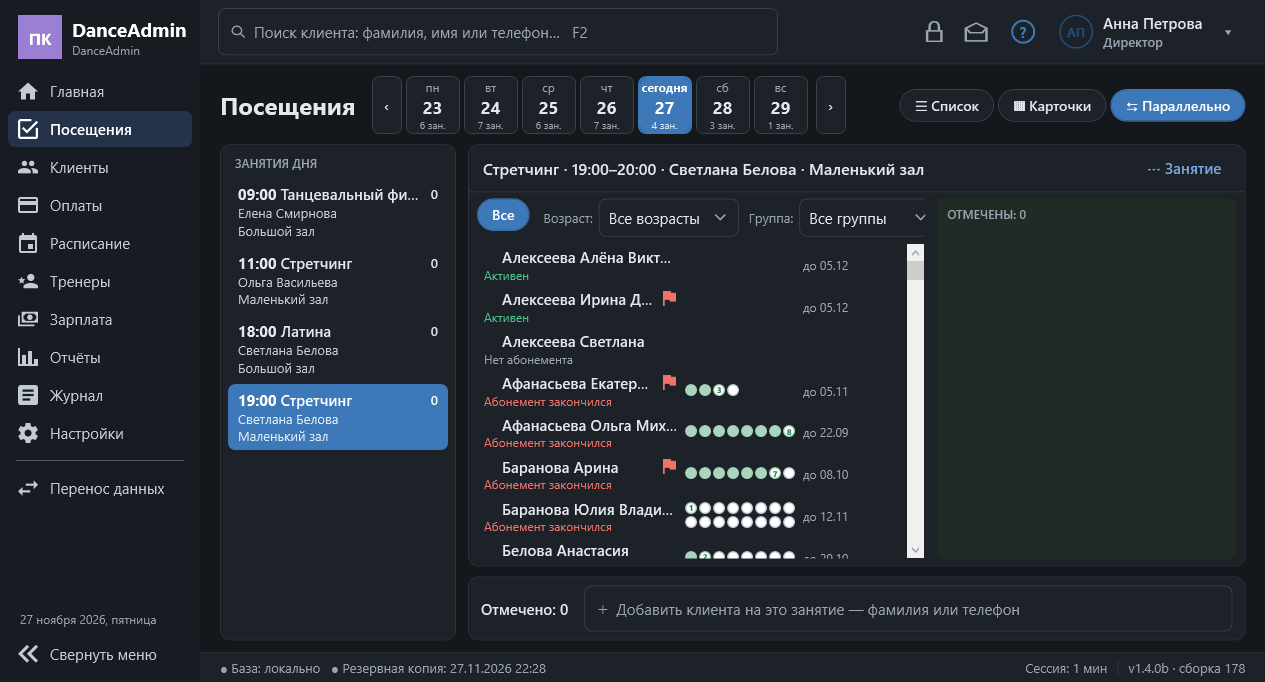 ПК
DanceAdmin
DanceAdmin
Главная
Посещения
Клиенты
Оплаты
Расписание
Тренеры
Зарплата
Отчёты
Журнал
Настройки
Перенос данных
27 ноября 2026, пятница
Свернуть меню
Поиск клиента: фамилия, имя или телефон... F2
?
АП
Анна Петрова
Директор
Посещения
‹
пн
23
6 зан.
вт
24
7 зан.
ср
25
6 зан.
чт
26
7 зан.
сегодня
27
4 зан.
сб
28
3 зан.
вс
29
1 зан.
›
Список
Карточки
Параллельно
ЗАНЯТИЯ ДНЯ
09:00 Танцевальный фи... 0
Елена Смирнова
Большой зал
11:00 Стретчинг 0
Ольга Васильева
Маленький зал
18:00 Латина 0
Светлана Белова
Большой зал
19:00 Стретчинг 0
Светлана Белова
Маленький зал
Стретчинг · 19:00–20:00 · Светлана Белова · Маленький зал
--- Занятие
Все
Возраст: Все возрасты
Группа: Все группы
Алексеева Алёна Викт... до 05.12
Активен
Алексеева Ирина Д... до 05.12
Активен
Алексеева Светлана
Нет абонемента
Афанасьева Екатер... 3 до 05.11
Абонемент закончился
Афанасьева Ольга Мих... 8 до 22.09
Абонемент закончился
Баранова Арина 7 до 08.10
Абонемент закончился
Баранова Юлия Влади... 1 до 12.11
Абонемент закончился
Белова Анастасия 2 до 29.10
ОТМЕЧЕНЫ: 0
Отмечено: 0
+ Добавить клиента на это занятие — фамилия или телефон
● База: локально ● Резервная копия: 27.11.2026 22:28
Сессия: 1 мин
v1.4.0b · сборка 178